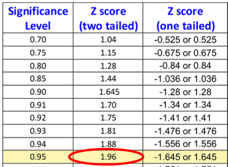 Significance Level Z score (two tailed) Z score (one tailed)
0.70 1.04 -0.525 or 0.525
0.75 1.15 -0.675 or 0.675
0.80 1.28 -0.84 or 0.84
0.85 1.44 -1.036 or 1.036
0.90 1.645 -1.28 or 1.28
0.91 1.70 -1.34 or 1.34
0.92 1.75 -1.41 or 1.41
0.93 1.81 -1.476 or 1.476
0.94 1.88 -1.556 or 1.556
0.95 1.96 -1.645 or 1.645